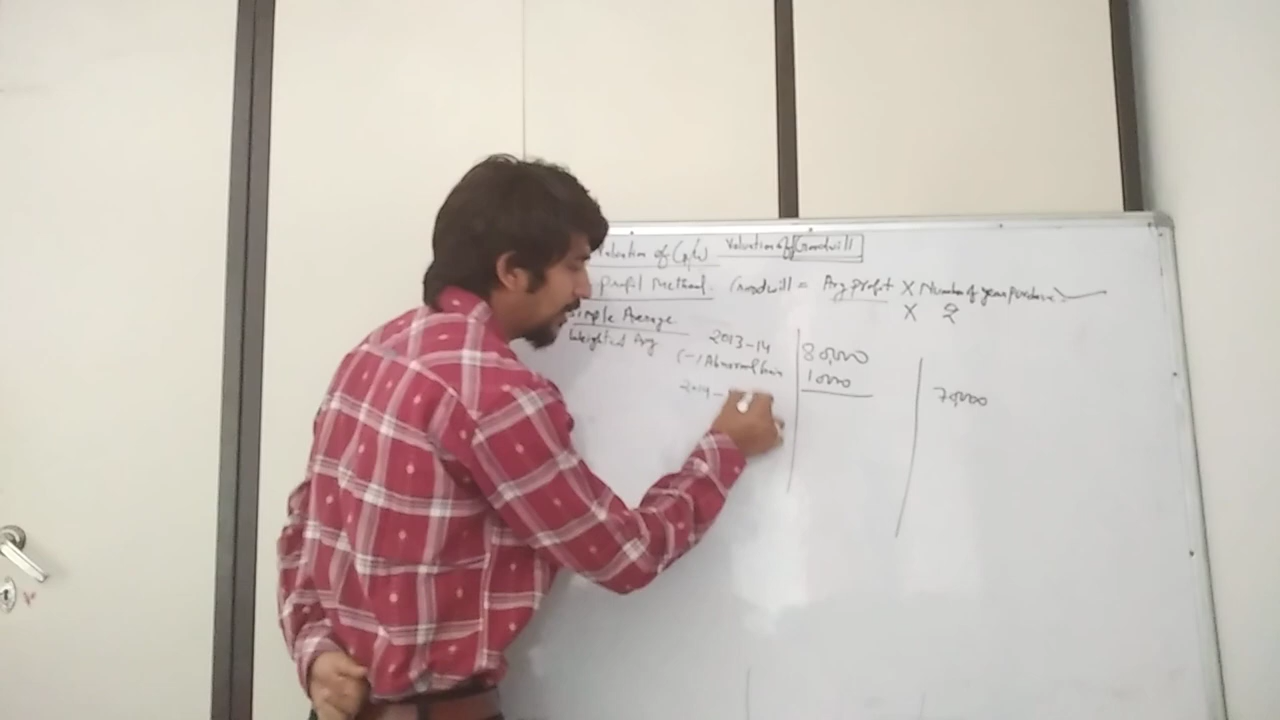 Valuation of (g/w) Valuation of Goodwill
profit Method. Goodwill = Avg profit X Number of years purchase
X 2
Simple Average
Weighted Avg
2013-14 80,000
(-) Abnormal Gain 10,000
70,000
2014-